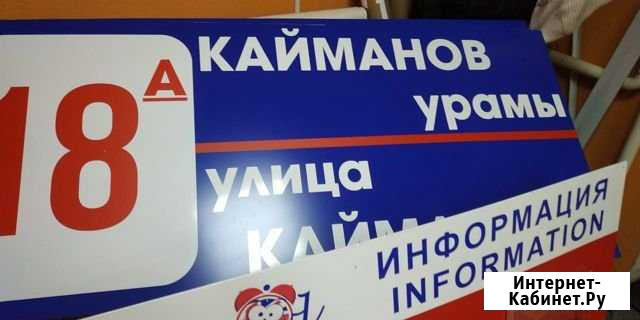 18А
КАЙМАНОВ
урамы
улица
ИНФОРМАЦИЯ
INFORMATION
Интернет-
Кабинет.Ру